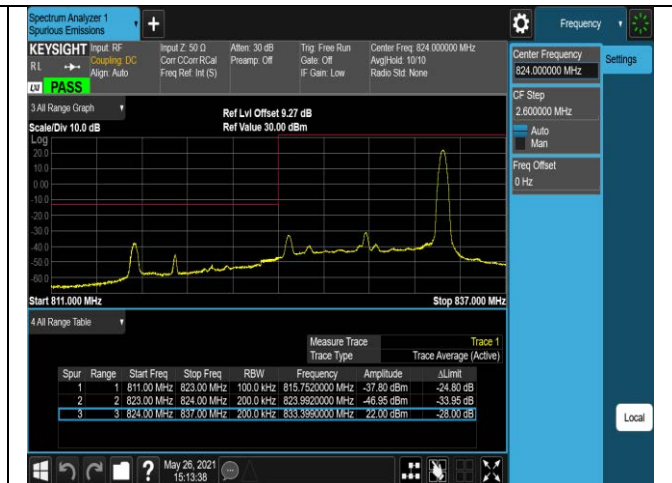 Spectrum Analyzer 1
Spurious Emissions
Frequency
KEYSIGHT
RL
Input: RF
Coupling: DC
Align: Auto
Input Z: 50 Ω
Corr CCorr RCal
Freq Ref: Int (S)
Atten: 30 dB
Preamp: Off
Trig: Free Run
Gate: Off
IF Gain: Low
Center Freq: 824.000000 MHz
Avg|Hold: 10/10
Radio Std: None
LXI
PASS
3 All Range Graph
Scale/Div 10.0 dB
Ref Lvl Offset 9.27 dB
Ref Value 30.00 dBm
Log
20.0
10.0
0.00
-10.0
-20.0
-30.0
-40.0
-50.0
-60.0
Start 811.000 MHz
Stop 837.000 MHz
4 All Range Table
Measure Trace Trace 1
Trace Type Trace Average (Active)
Spur Range Start Freq Stop Freq RBW Frequency Amplitude ΔLimit
1 1 811.00 MHz 823.00 MHz 100.0 kHz 815.7520000 MHz -37.80 dBm -24.80 dB
2 2 823.00 MHz 824.00 MHz 200.0 kHz 823.9920000 MHz -46.95 dBm -33.95 dB
3 3 824.00 MHz 837.00 MHz 200.0 kHz 833.3990000 MHz 22.00 dBm -28.00 dB
Center Frequency
824.000000 MHz
Settings
CF Step
2.600000 MHz
Auto
Man
Freq Offset
0 Hz
Local
?
May 26, 2021
15:13:38